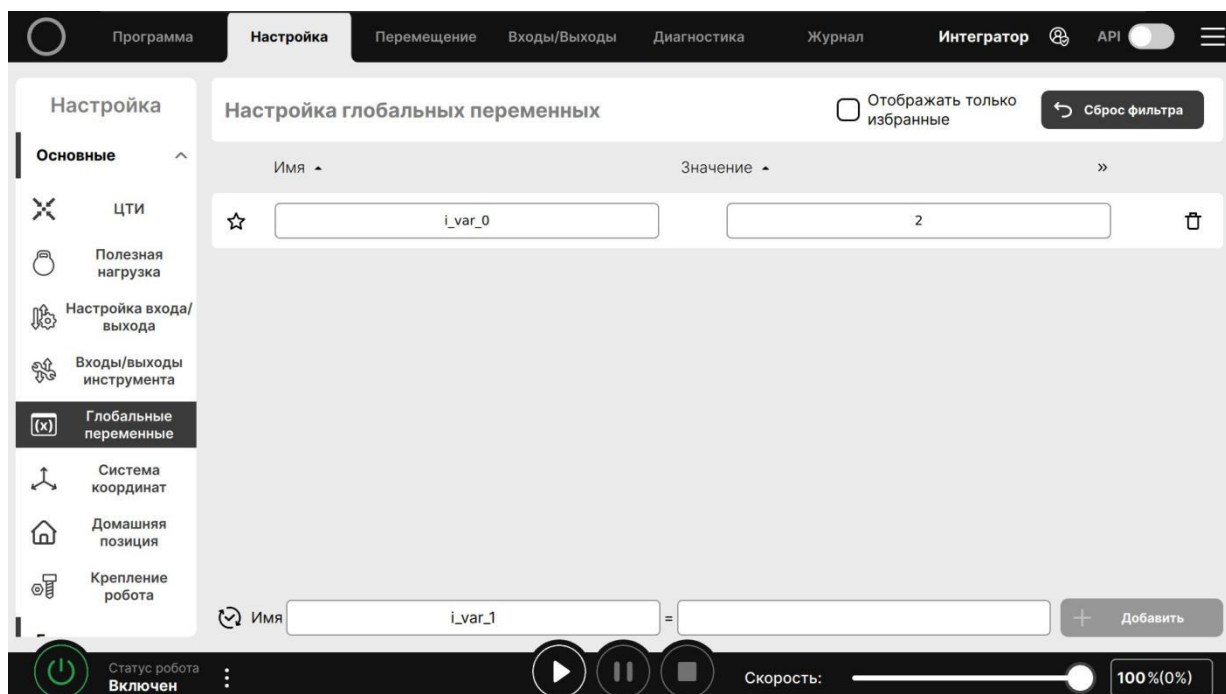 Программа Настройка Перемещение Входы/Выходы Диагностика Журнал Интегратор API
Настройка
Настройка глобальных переменных
Отображать только
избранные
Сброс фильтра
Основные
Имя Значение »
ЦТИ
i_var_0 2
Полезная
нагрузка
Настройка входа/
выхода
Входы/выходы
инструмента
(x) Глобальные
переменные
Система
координат
Домашняя
позиция
Крепление
робота
Имя i_var_1 = + Добавить
Статус робота
Включен
Скорость: 100%(0%)